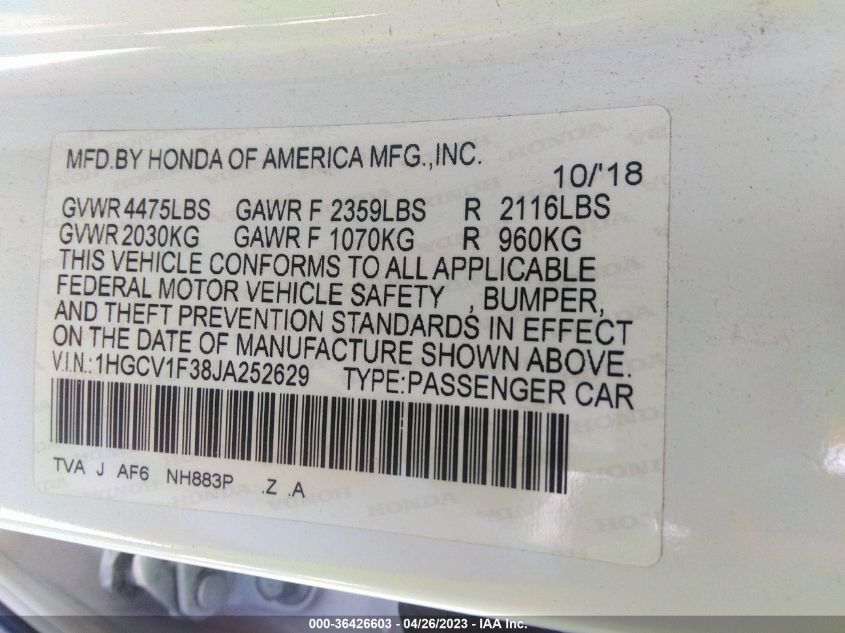 MFD.BY HONDA OF AMERICA MFG.,INC.
10/'18
GVWR 4475LBS GAWR F 2359LBS R 2116LBS
GVWR 2030KG GAWR F 1070KG R 960KG
THIS VEHICLE CONFORMS TO ALL APPLICABLE
FEDERAL MOTOR VEHICLE SAFETY , BUMPER,
AND THEFT PREVENTION STANDARDS IN EFFECT
ON THE DATE OF MANUFACTURE SHOWN ABOVE.
V.I.N.:1HGCV1F38JA252629 TYPE:PASSENGER CAR
TVA J AF6 NH883P .Z .A
000-36426603 / 04/26/2023 - IAA Inc.